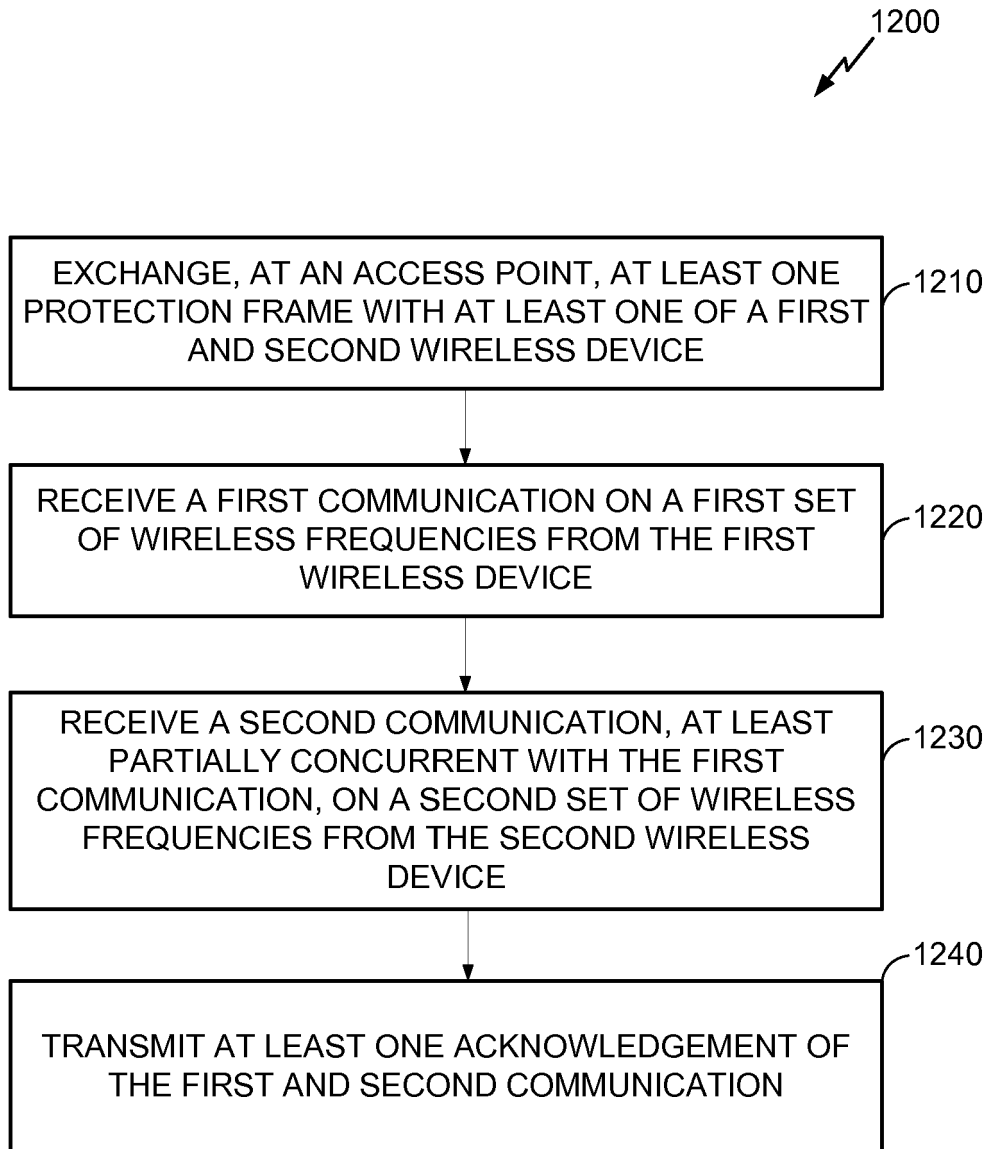 1200
EXCHANGE, AT AN ACCESS POINT, AT LEAST ONE
PROTECTION FRAME WITH AT LEAST ONE OF A FIRST
AND SECOND WIRELESS DEVICE
1210
RECEIVE A FIRST COMMUNICATION ON A FIRST SET
OF WIRELESS FREQUENCIES FROM THE FIRST
WIRELESS DEVICE
1220
RECEIVE A SECOND COMMUNICATION, AT LEAST
PARTIALLY CONCURRENT WITH THE FIRST
COMMUNICATION, ON A SECOND SET OF WIRELESS
FREQUENCIES FROM THE SECOND WIRELESS
DEVICE
1230
TRANSMIT AT LEAST ONE ACKNOWLEDGEMENT OF
THE FIRST AND SECOND COMMUNICATION
1240